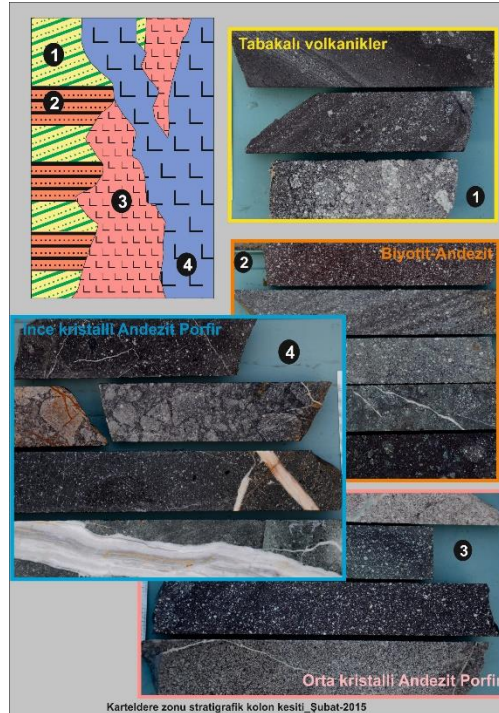 1
2
3
4
Tabakalı volkanikler
1
2
Biyotit-Andezit
İnce kristalli Andezit Porfir
4
3
Orta kristalli Andezit Porfir
Karteldere zonu stratigrafik kolon kesiti_Şubat-2015